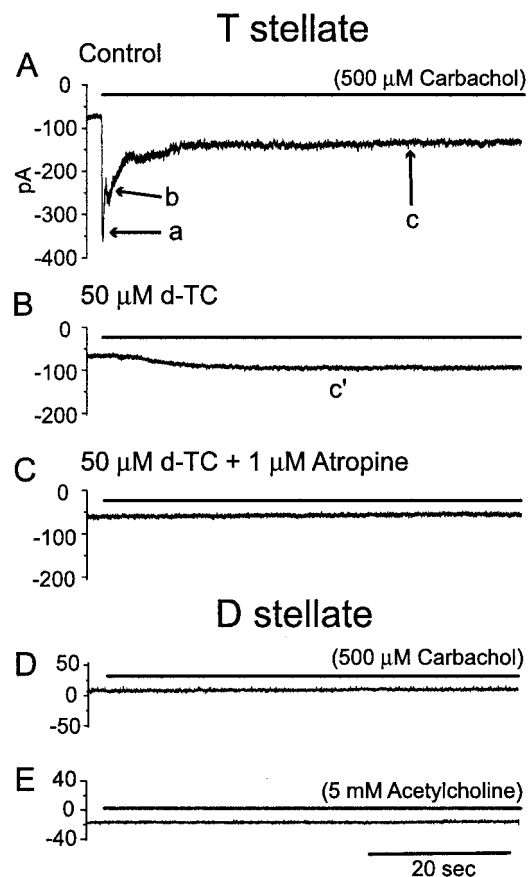 T stellate
A Control
(500 µM Carbachol)
0
-100
-200
-300
-400
pA
b
a
c
50 µM d-TC
B
0
-100
-200
c'
50 µM d-TC + 1 µM Atropine
C
0
-100
-200
D stellate
D
(500 µM Carbachol)
50
0
-50
E
(5 mM Acetylcholine)
40
0
-40
20 sec